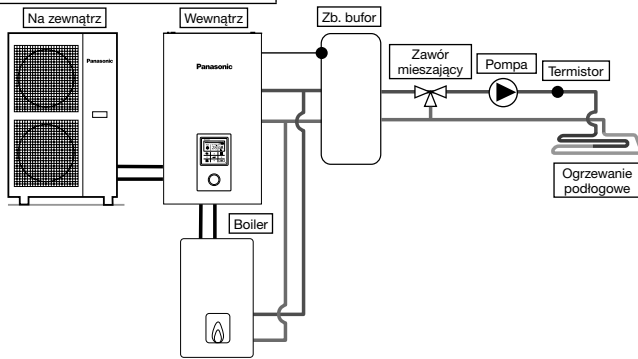 Na zewnątrz
Wewnątrz
Zb. bufor
Zawór
mieszający
Pompa
Termistor
Panasonic
Panasonic
Boiler
Ogrzewanie
podłogowe